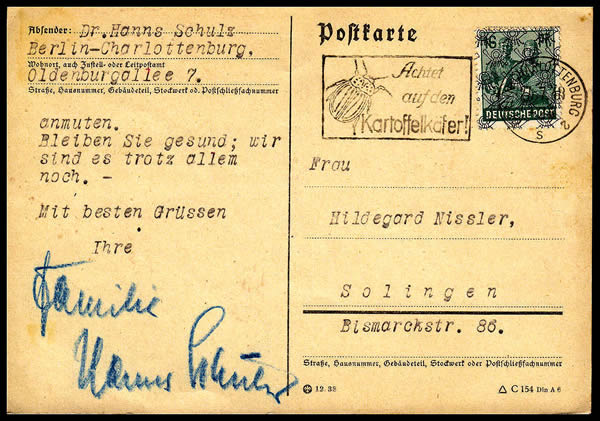 Absender: Dr. Hanns Schulz
Berlin-Charlottenburg,
Wohnort, auch Zustell- oder Leitpostamt
Oldenburgallee 7.
Straße, Hausnummer, Gebäudeteil, Stockwerk od. Postschließfachnummer
anmuten.
Bleiben Sie gesund; wir
sind es trotz allem
noch. -
Mit besten Grüssen
Ihre
Familie
Hanns Schulz
Postkarte
Achtet
auf den
Kartoffelkäfer!
DEUTSCHE POST
Frau
Hildegard Nissler,
Solingen
Bismarckstr. 86.
Straße, Hausnummer, Gebäudeteil, Stockwerk oder Postschließfachnummer
12.38
C 154 Din A 6